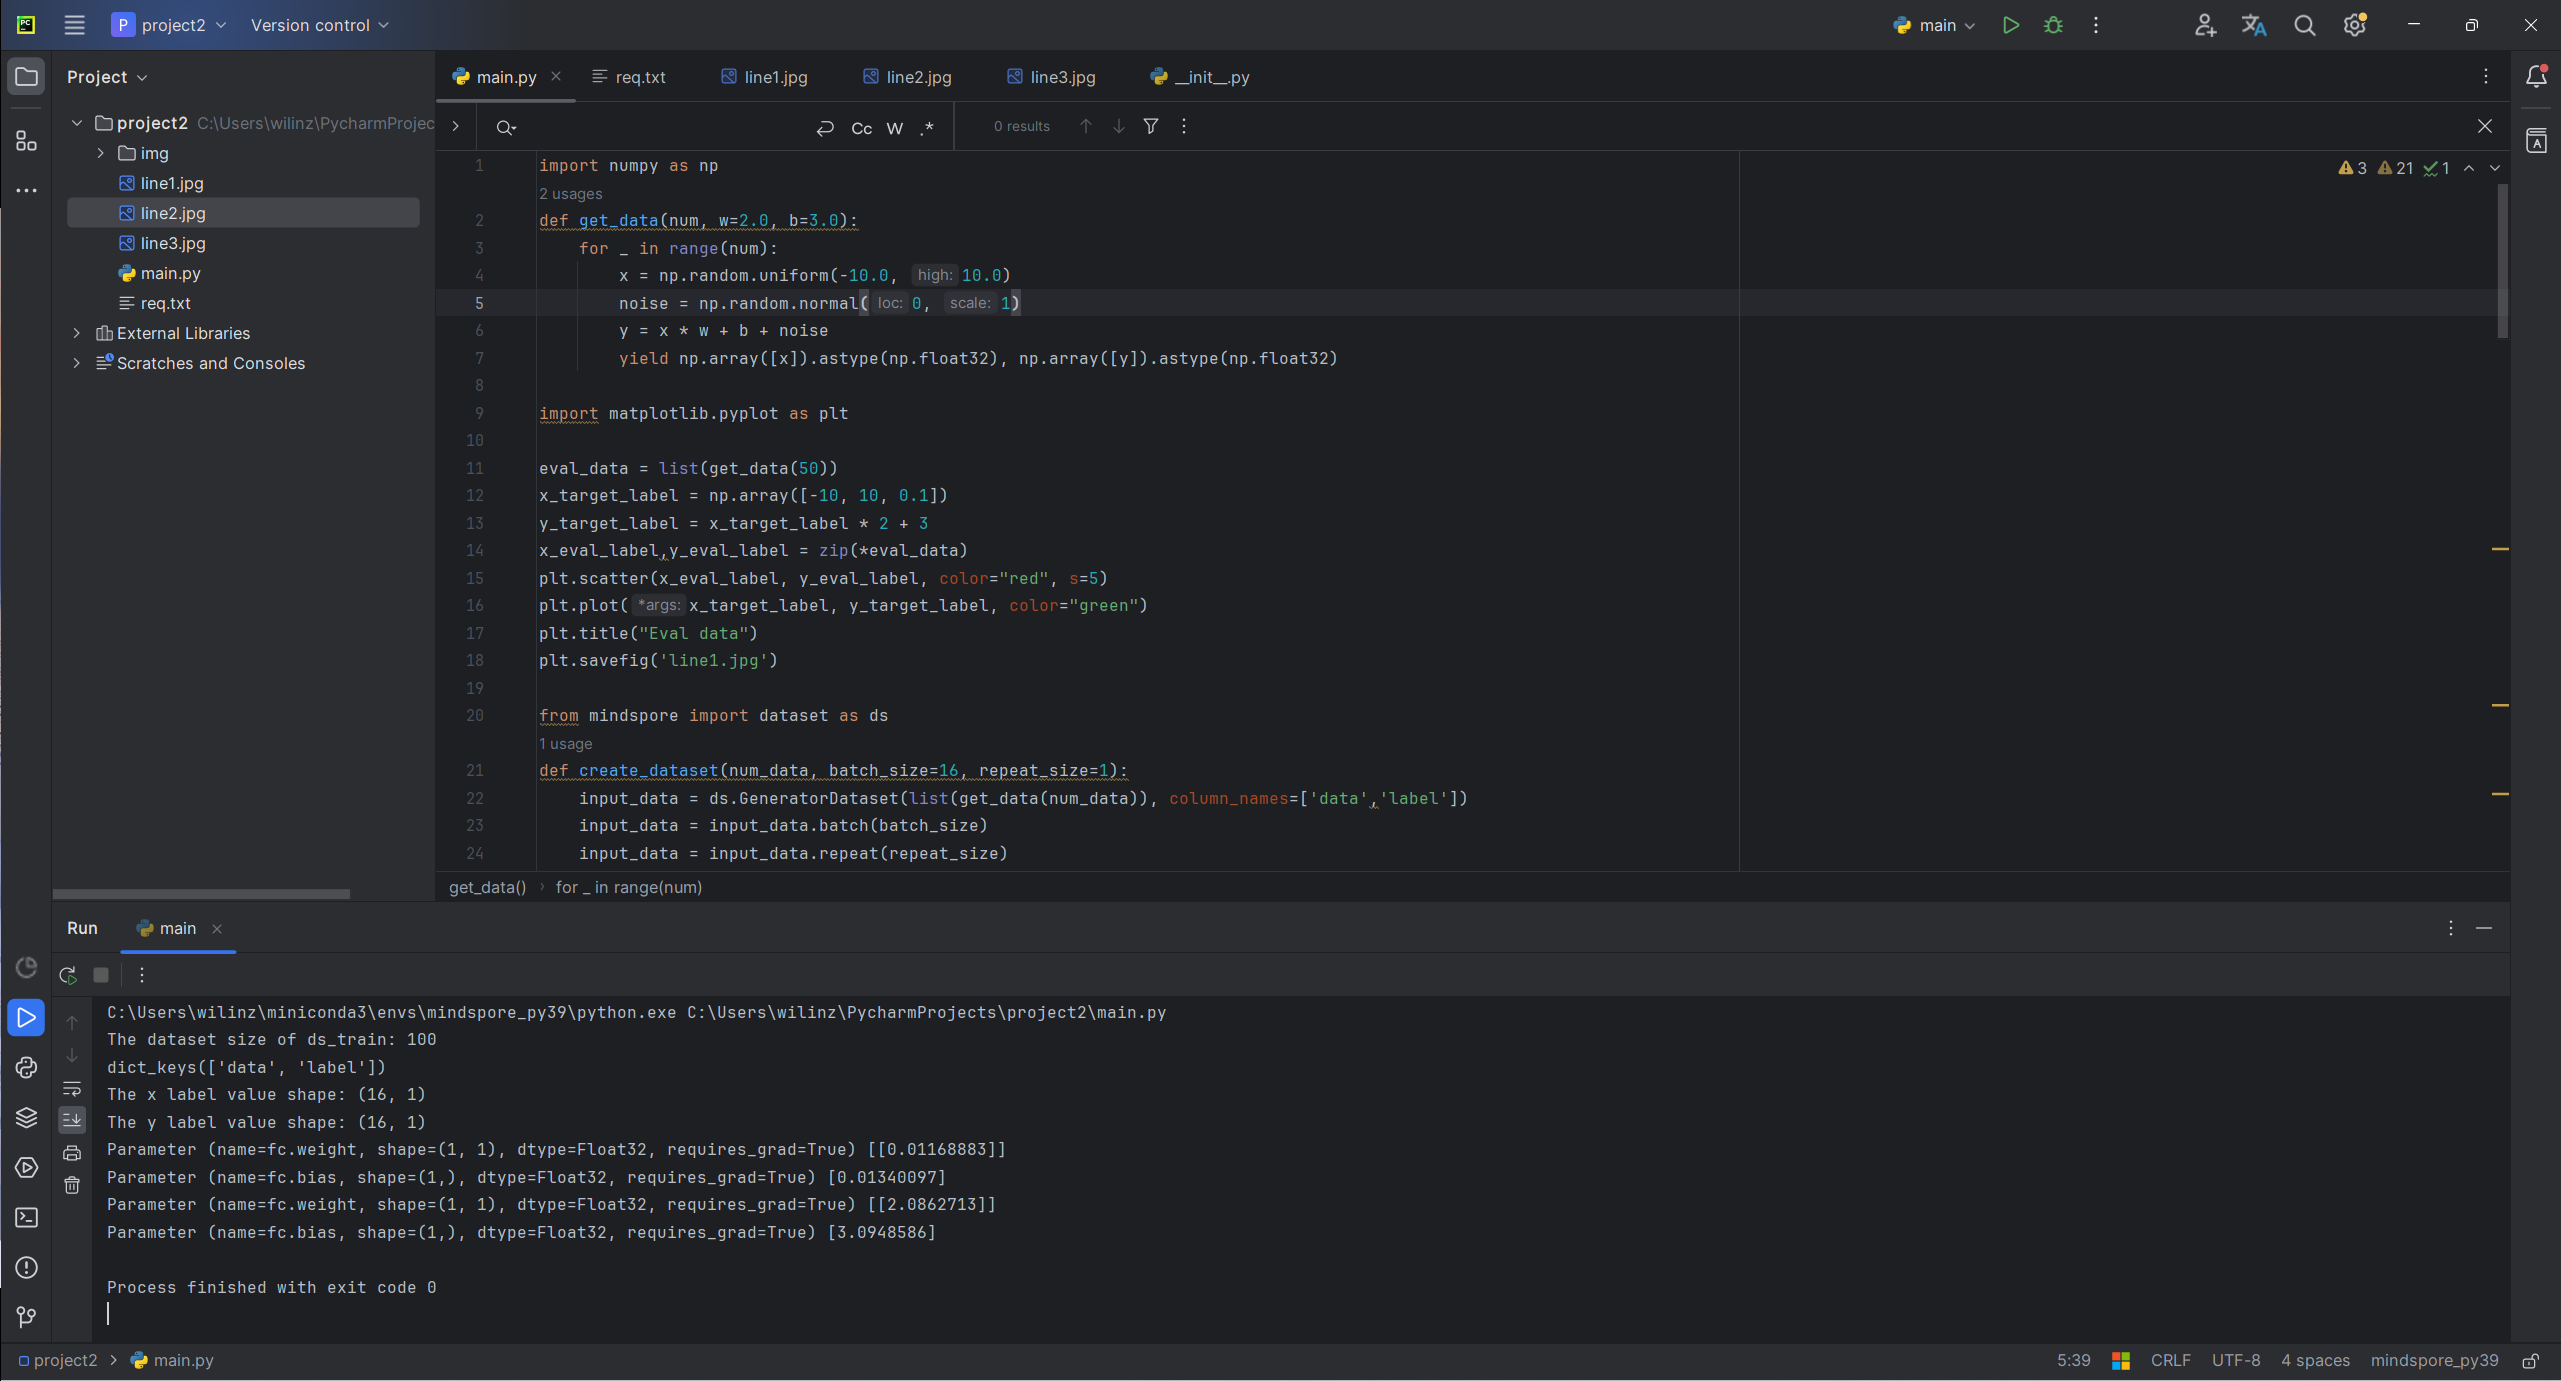 P project2 Version control main
Project
main.py req.txt line1.jpg line2.jpg line3.jpg __init__.py
project2 C:\Users\wilinz\PycharmProjec
img
line1.jpg
line2.jpg
line3.jpg
main.py
req.txt
External Libraries
Scratches and Consoles
Cc W .* 0 results
3 21 1
1 import numpy as np
2 usages
2 def get_data(num, w=2.0, b=3.0):
3 for _ in range(num):
4 x = np.random.uniform(-10.0, high: 10.0)
5 noise = np.random.normal(loc: 0, scale: 1)
6 y = x * w + b + noise
7 yield np.array([x]).astype(np.float32), np.array([y]).astype(np.float32)
8
9 import matplotlib.pyplot as plt
10
11 eval_data = list(get_data(50))
12 x_target_label = np.array([-10, 10, 0.1])
13 y_target_label = x_target_label * 2 + 3
14 x_eval_label,y_eval_label = zip(*eval_data)
15 plt.scatter(x_eval_label, y_eval_label, color="red", s=5)
16 plt.plot(*args: x_target_label, y_target_label, color="green")
17 plt.title("Eval data")
18 plt.savefig('line1.jpg')
19
20 from mindspore import dataset as ds
1 usage
21 def create_dataset(num_data, batch_size=16, repeat_size=1):
22 input_data = ds.GeneratorDataset(list(get_data(num_data)), column_names=['data','label'])
23 input_data = input_data.batch(batch_size)
24 input_data = input_data.repeat(repeat_size)
get_data() › for _ in range(num)
Run main
C:\Users\wilinz\miniconda3\envs\mindspore_py39\python.exe C:\Users\wilinz\PycharmProjects\project2\main.py
The dataset size of ds_train: 100
dict_keys(['data', 'label'])
The x label value shape: (16, 1)
The y label value shape: (16, 1)
Parameter (name=fc.weight, shape=(1, 1), dtype=Float32, requires_grad=True) [[0.01168883]]
Parameter (name=fc.bias, shape=(1,), dtype=Float32, requires_grad=True) [0.01340097]
Parameter (name=fc.weight, shape=(1, 1), dtype=Float32, requires_grad=True) [[2.0862713]]
Parameter (name=fc.bias, shape=(1,), dtype=Float32, requires_grad=True) [3.0948586]
Process finished with exit code 0
project2 › main.py 5:39 CRLF UTF-8 4 spaces mindspore_py39